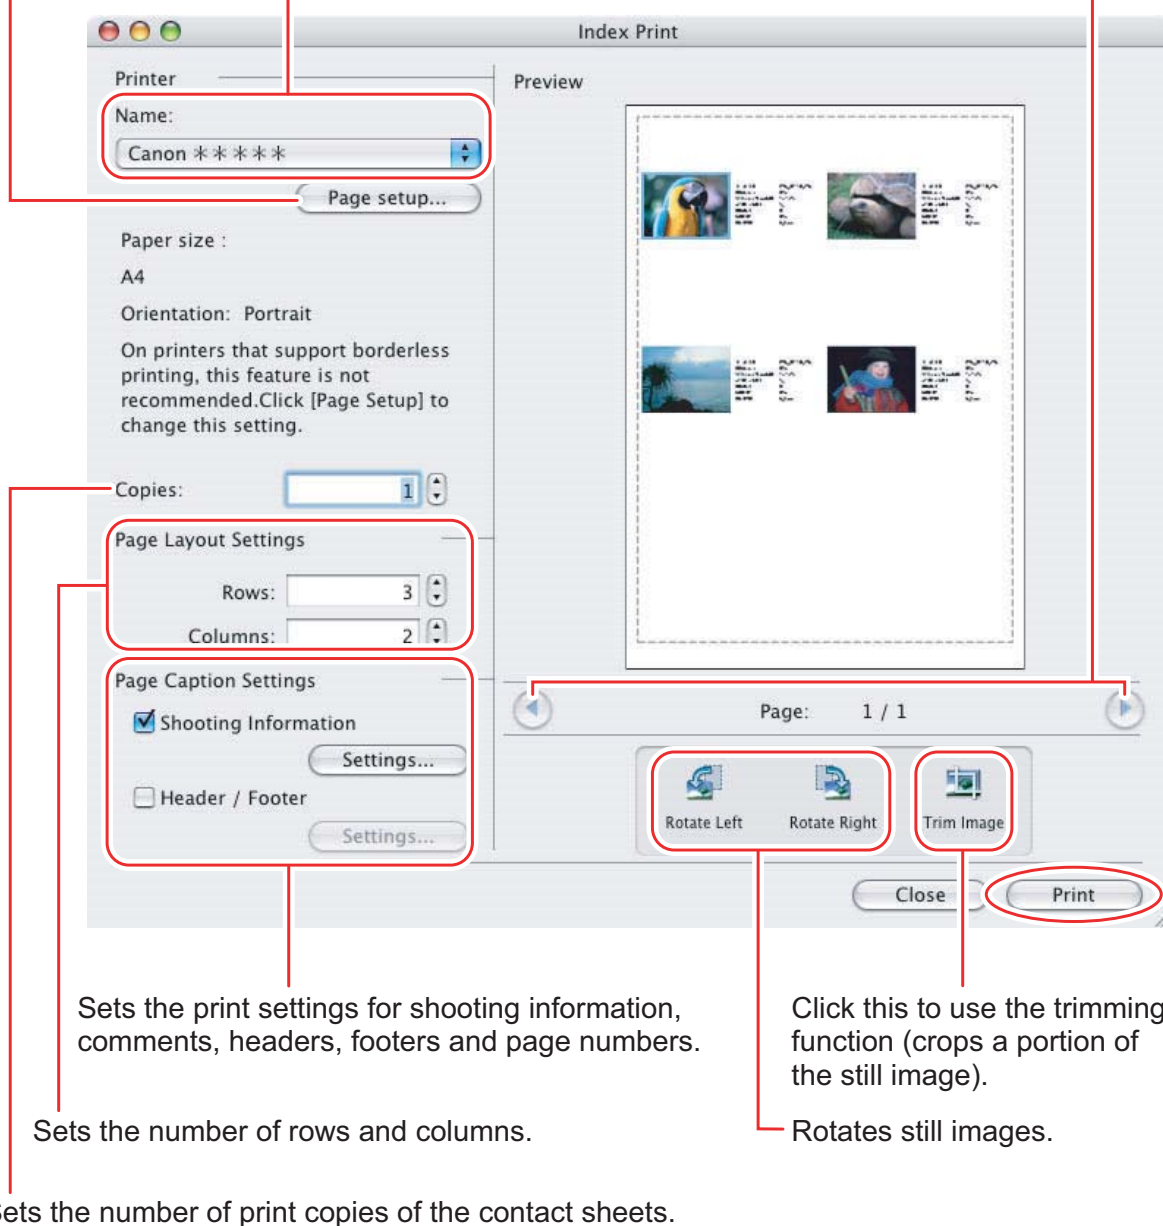 Index Print
Printer
Name:
Canon *****
Page setup...
Paper size :
A4
Orientation: Portrait
On printers that support borderless
printing, this feature is not
recommended.Click [Page Setup] to
change this setting.
Copies: 1
Page Layout Settings
Rows: 3
Columns: 2
Page Caption Settings
Shooting Information
Settings...
Header / Footer
Settings...
Preview
Page: 1 / 1
Rotate Left Rotate Right Trim Image
Close Print
Sets the print settings for shooting information,
comments, headers, footers and page numbers.
Click this to use the trimming
function (crops a portion of
the still image).
Sets the number of rows and columns.
Rotates still images.
Sets the number of print copies of the contact sheets.